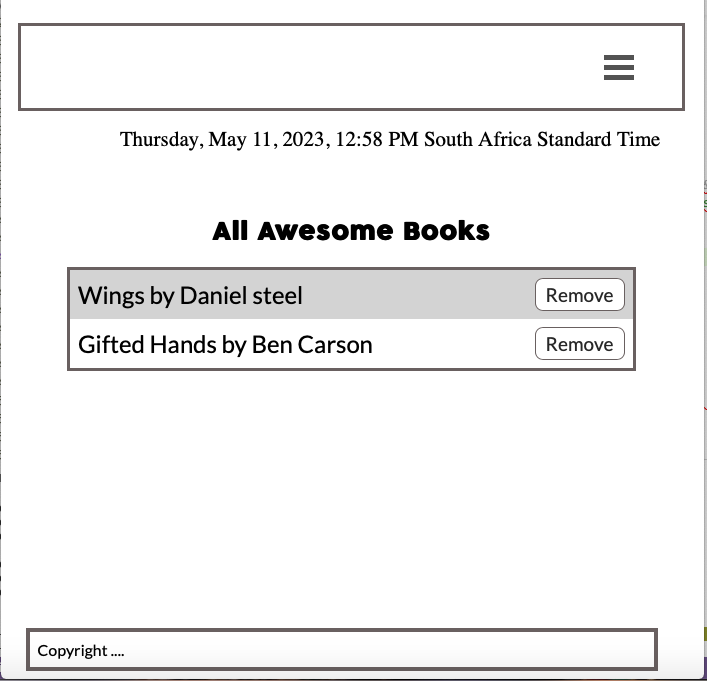 Thursday, May 11, 2023, 12:58 PM South Africa Standard Time
All Awesome Books
Wings by Daniel steel Remove
Gifted Hands by Ben Carson Remove
Copyright ....